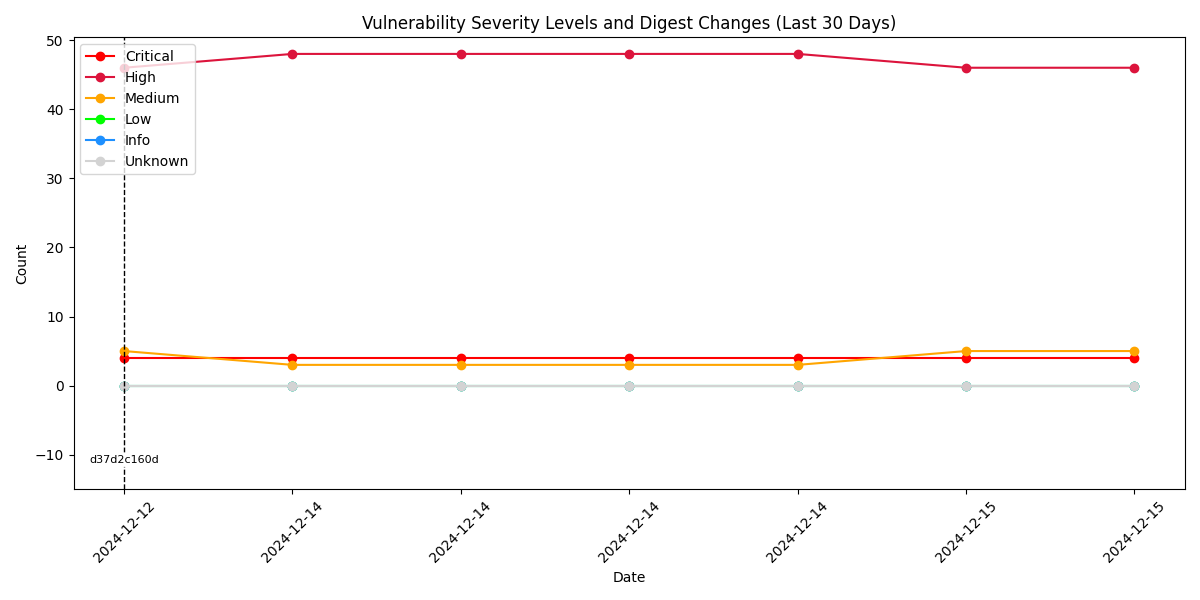 Vulnerability Severity Levels and Digest Changes (Last 30 Days)
Critical
High
Medium
Low
Info
Unknown
50
40
30
20
10
0
−10
Count
d37d2c160d
2024-12-12
2024-12-14
2024-12-14
2024-12-14
2024-12-14
2024-12-15
2024-12-15
Date